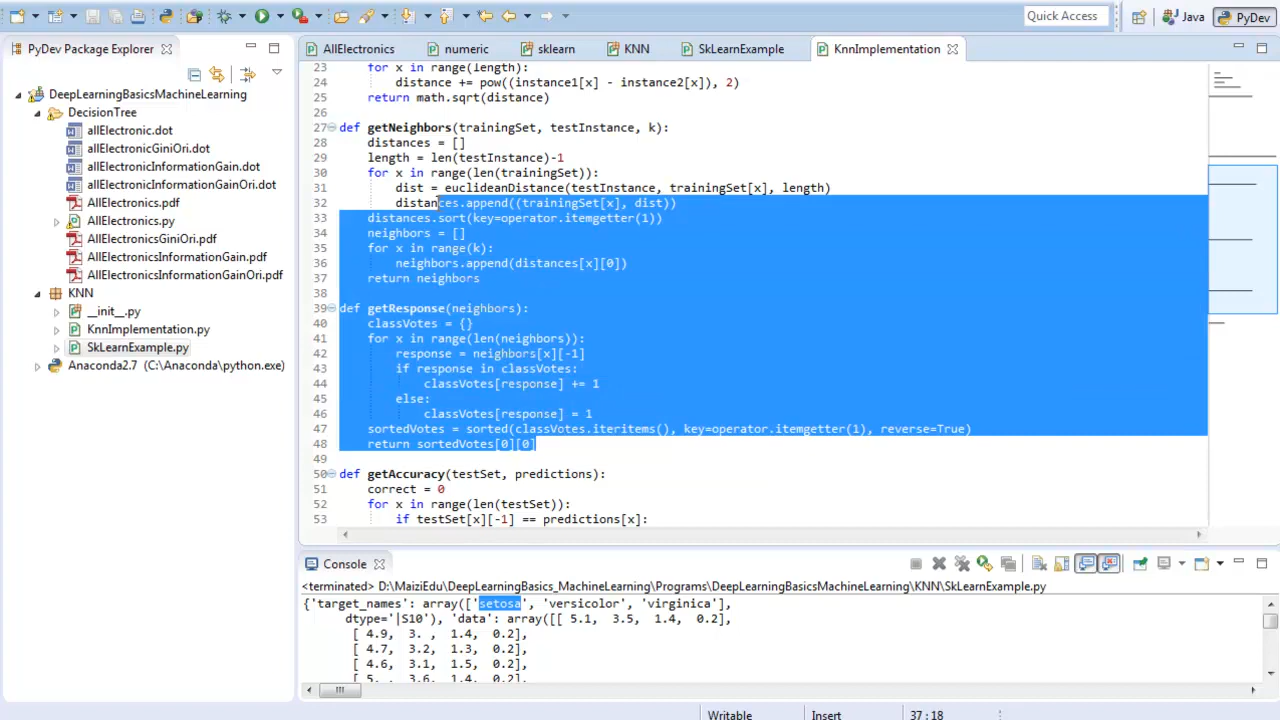 Quick Access
Java
PyDev
PyDev Package Explorer
AllElectronics
numeric
sklearn
KNN
SkLearnExample
KnnImplementation
DeepLearningBasicsMachineLearning
DecisionTree
allElectronic.dot
allElectronicGiniOri.dot
allElectronicInformationGain.dot
allElectronicInformationGainOri.dot
AllElectronics.pdf
AllElectronics.py
AllElectronicsGiniOri.pdf
AllElectronicsInformationGain.pdf
AllElectronicsInformationGainOri.pdf
KNN
__init__.py
KnnImplementation.py
SkLearnExample.py
Anaconda2.7 (C:\Anaconda\python.exe)
23 for x in range(length):
24 distance += pow((instance1[x] - instance2[x]), 2)
25 return math.sqrt(distance)
26
27 def getNeighbors(trainingSet, testInstance, k):
28 distances = []
29 length = len(testInstance)-1
30 for x in range(len(trainingSet)):
31 dist = euclideanDistance(testInstance, trainingSet[x], length)
32 distances.append((trainingSet[x], dist))
33 distances.sort(key=operator.itemgetter(1))
34 neighbors = []
35 for x in range(k):
36 neighbors.append(distances[x][0])
37 return neighbors
38
39 def getResponse(neighbors):
40 classVotes = {}
41 for x in range(len(neighbors)):
42 response = neighbors[x][-1]
43 if response in classVotes:
44 classVotes[response] += 1
45 else:
46 classVotes[response] = 1
47 sortedVotes = sorted(classVotes.iteritems(), key=operator.itemgetter(1), reverse=True)
48 return sortedVotes[0][0]
49
50 def getAccuracy(testSet, predictions):
51 correct = 0
52 for x in range(len(testSet)):
53 if testSet[x][-1] == predictions[x]:
Console
<terminated> D:\MaiziEdu\DeepLearningBasics_MachineLearning\Programs\DeepLearningBasicsMachineLearning\KNN\SkLearnExample.py
{'target_names': array(['setosa', 'versicolor', 'virginica'],
dtype='|S10'), 'data': array([[ 5.1, 3.5, 1.4, 0.2],
[ 4.9, 3. , 1.4, 0.2],
[ 4.7, 3.2, 1.3, 0.2],
[ 4.6, 3.1, 1.5, 0.2],
[ 5. , 3.6, 1.4, 0.2],
Writable
Insert
37 : 18